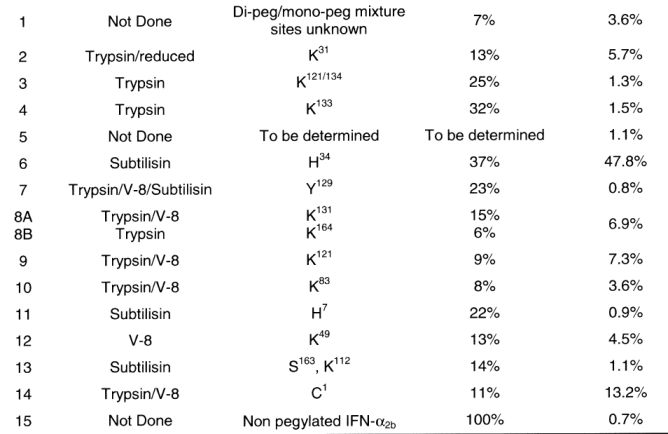 1 Not Done Di-peg/mono-peg mixture sites unknown 7% 3.6%
2 Trypsin/reduced K31 13% 5.7%
3 Trypsin K121/134 25% 1.3%
4 Trypsin K133 32% 1.5%
5 Not Done To be determined To be determined 1.1%
6 Subtilisin H34 37% 47.8%
7 Trypsin/V-8/Subtilisin Y129 23% 0.8%
8A Trypsin/V-8 K131 15% 6.9%
8B Trypsin K164 6%
9 Trypsin/V-8 K121 9% 7.3%
10 Trypsin/V-8 K83 8% 3.6%
11 Subtilisin H7 22% 0.9%
12 V-8 K49 13% 4.5%
13 Subtilisin S163, K112 14% 1.1%
14 Trypsin/V-8 C1 11% 13.2%
15 Not Done Non pegylated IFN-α2b 100% 0.7%